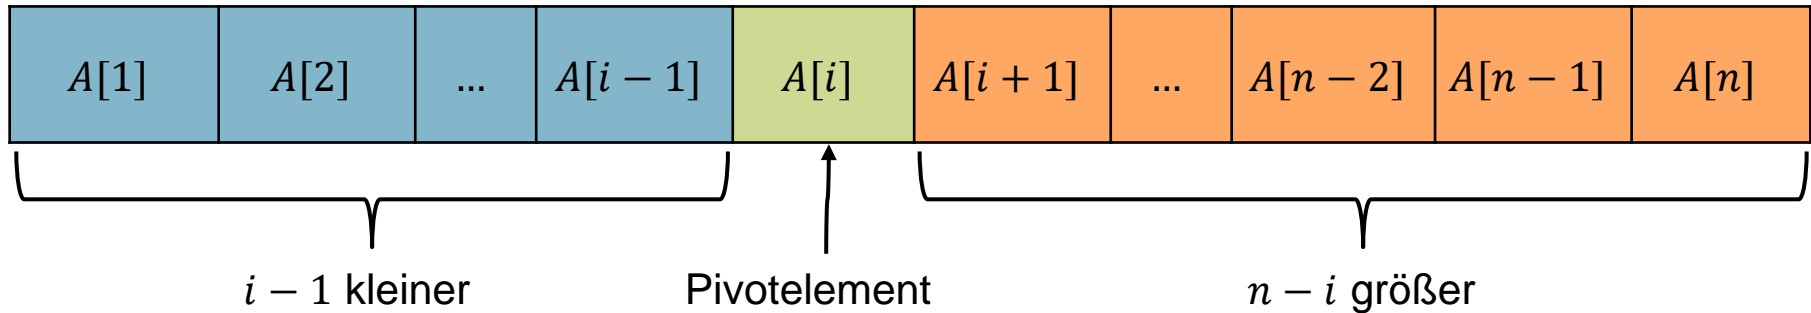 A[1] A[2] ... A[i − 1] A[i] A[i + 1] ... A[n − 2] A[n − 1] A[n]
i − 1 kleiner Pivotelement n − i größer